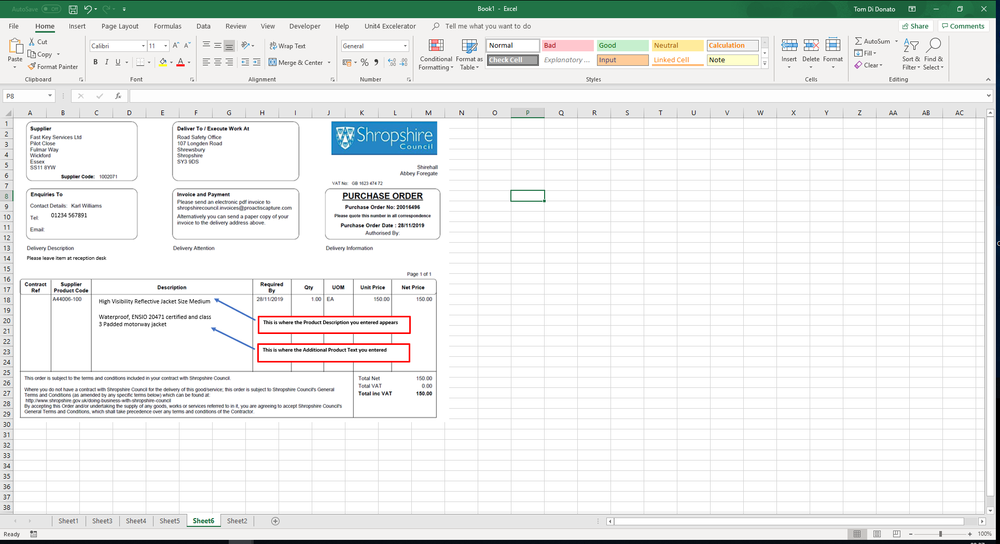 AutoSave Off
Book1 - Excel
Tom Di Donato
File Home Insert Page Layout Formulas Data Review View Developer Help Unit4 Excelerator Tell me what you want to do
Share Comments
Paste
Cut
Copy
Format Painter
Clipboard
Calibri 11
B I U
Font
Wrap Text
Merge & Center
Alignment
General
Number
Conditional Formatting
Format as Table
Normal Bad Good Neutral Calculation
Check Cell Explanatory ... Input Linked Cell Note
Styles
Insert Delete Format
Cells
AutoSum
Fill
Clear
Sort & Filter
Find & Select
Editing
P8
fx
A B C D E F G H I J K L M N O P Q R S T U V W X Y Z AA AB AC
1
2
3
4
5
6
7
8
9
10
11
12
13
14
15
16
17
18
19
20
21
22
23
24
25
26
27
28
29
30
31
32
33
34
35
36
37
38
Supplier
Fast Key Services Ltd
Pilot Close
Fulmar Way
Wickford
Essex
SS11 8YW
Supplier Code: 1002071
Deliver To / Execute Work At
Road Safety Office
107 Longden Road
Shrewsbury
Shropshire
SY3 9DS
Shropshire
Council
Shirehall
Abbey Foregate
VAT No: GB 1623 474 72
Enquiries To
Contact Details: Karl Williams
Tel: 01234 567891
Email:
Invoice and Payment
Please send an electronic pdf invoice to
shropshirecouncil.invoices@proactiscapture.com
Alternatively you can send a paper copy of your
invoice to the delivery address above.
PURCHASE ORDER
Purchase Order No: 20016496
Please quote this number in all correspondence
Purchase Order Date : 28/11/2019
Authorised By:
Delivery Description
Delivery Attention
Delivery Information
Please leave item at reception desk
Page 1 of 1
Contract Ref
Supplier Product Code
Description
Required By
Qty
UOM
Unit Price
Net Price
A44006-100
High Visibility Reflective Jacket Size Medium
28/11/2019
1.00
EA
150.00
150.00
Waterproof, ENSIO 20471 certified and class
3 Padded motorway jacket
This is where the Product Description you entered appears
This is where the Additional Product Text you entered
This order is subject to the terms and conditions included in your contract with Shropshire Council.
Where you do not have a contract with Shropshire Council for the delivery of this good/service; this order is subject to Shropshire Council's General
Terms and Conditions (as amended by any specific terms below) which can be found at:
http://www.shropshire.gov.uk/doing-business-with-shropshire-council
By accepting this Order and/or undertaking the supply of any goods, works or services referred to in it, you are agreeing to accept Shropshire Council's
General Terms and Conditions, which shall take precedence over any terms and conditions of the Contractor.
Total Net 150.00
Total VAT 0.00
Total inc VAT 150.00
Sheet1 Sheet3 Sheet4 Sheet5 Sheet6 Sheet2
Ready
100%